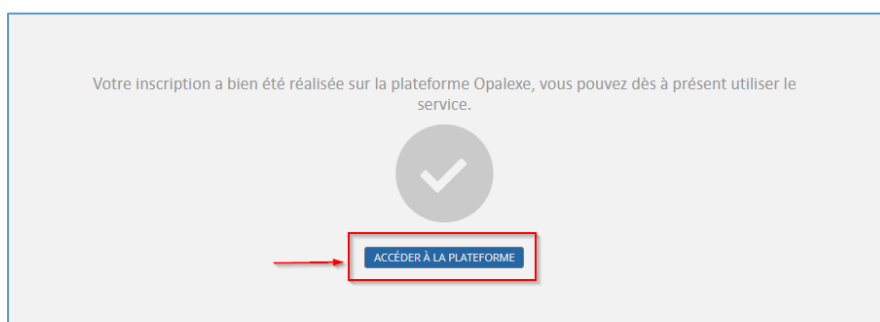 Votre inscription a bien été réalisée sur la plateforme Opalexe, vous pouvez dès à présent utiliser le
service.
ACCÉDER À LA PLATEFORME